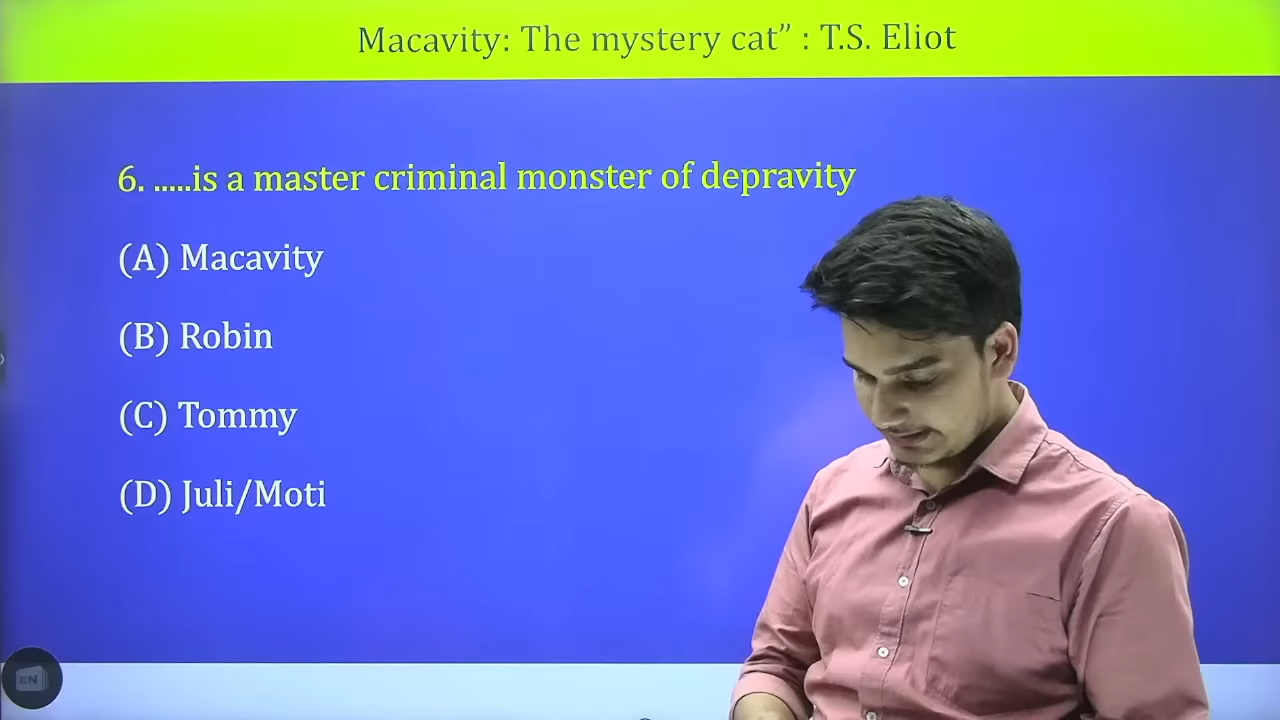 Macavity: The mystery cat” : T.S. Eliot
6. .....is a master criminal monster of depravity
(A) Macavity
(B) Robin
(C) Tommy
(D) Juli/Moti
EN